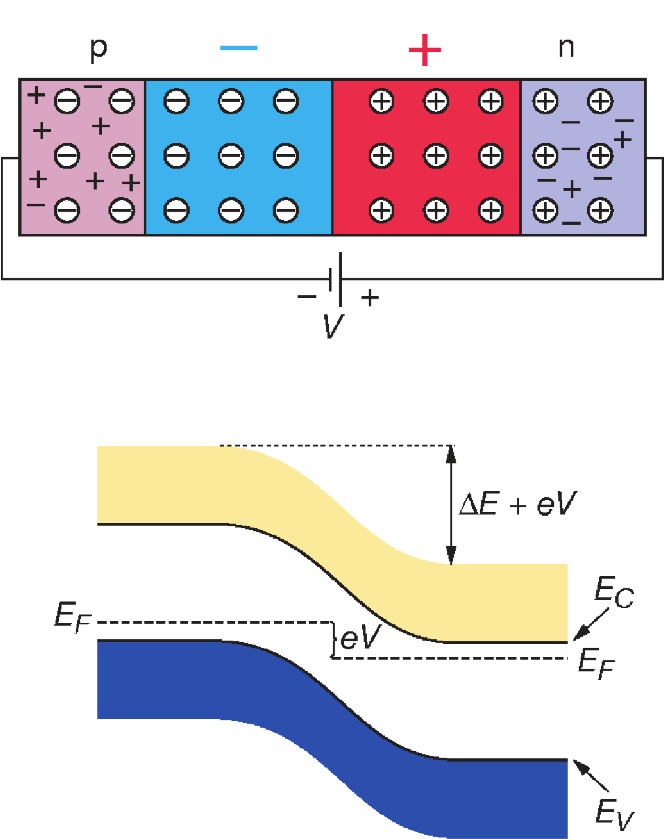 p − + n
− +
V
ΔE + eV
E_C
E_F eV
E_F
E_V